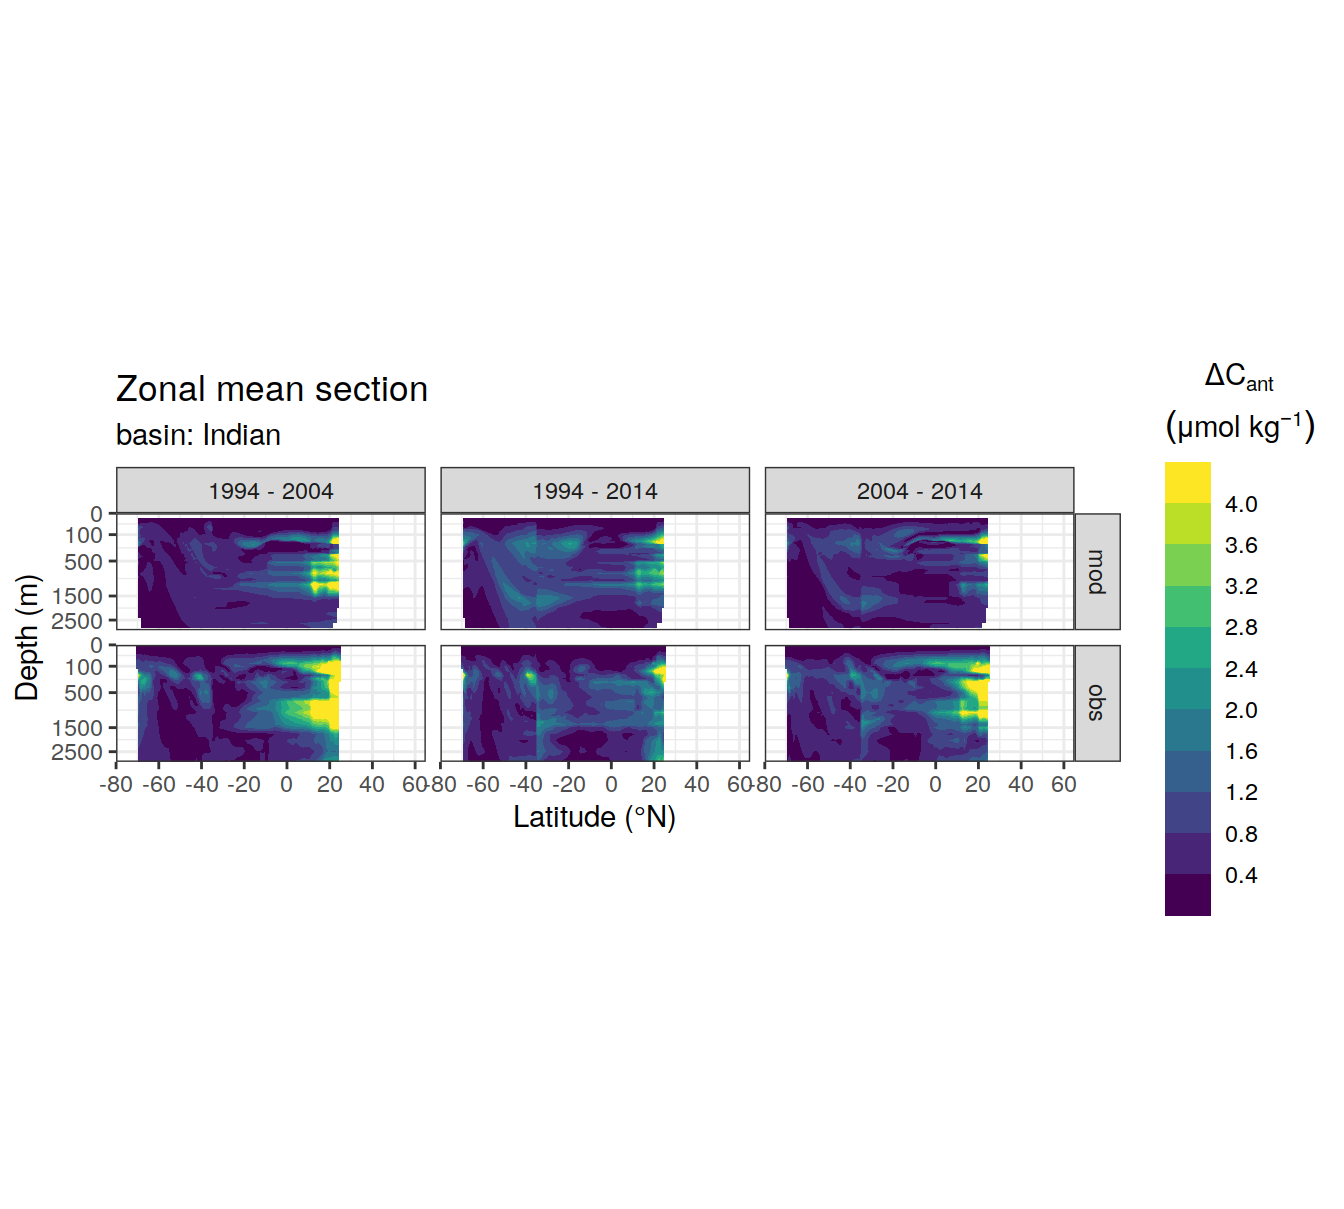 Zonal mean section
basin: Indian
ΔCant
(μmol kg⁻¹)
1994 - 2004 1994 - 2014 2004 - 2014
0
100
500
1500
2500
mod
0
100
500
1500
2500
obs
Depth (m)
-80 -60 -40 -20 0 20 40 60 -80 -60 -40 -20 0 20 40 60 -80 -60 -40 -20 0 20 40 60
Latitude (°N)
4.0
3.6
3.2
2.8
2.4
2.0
1.6
1.2
0.8
0.4